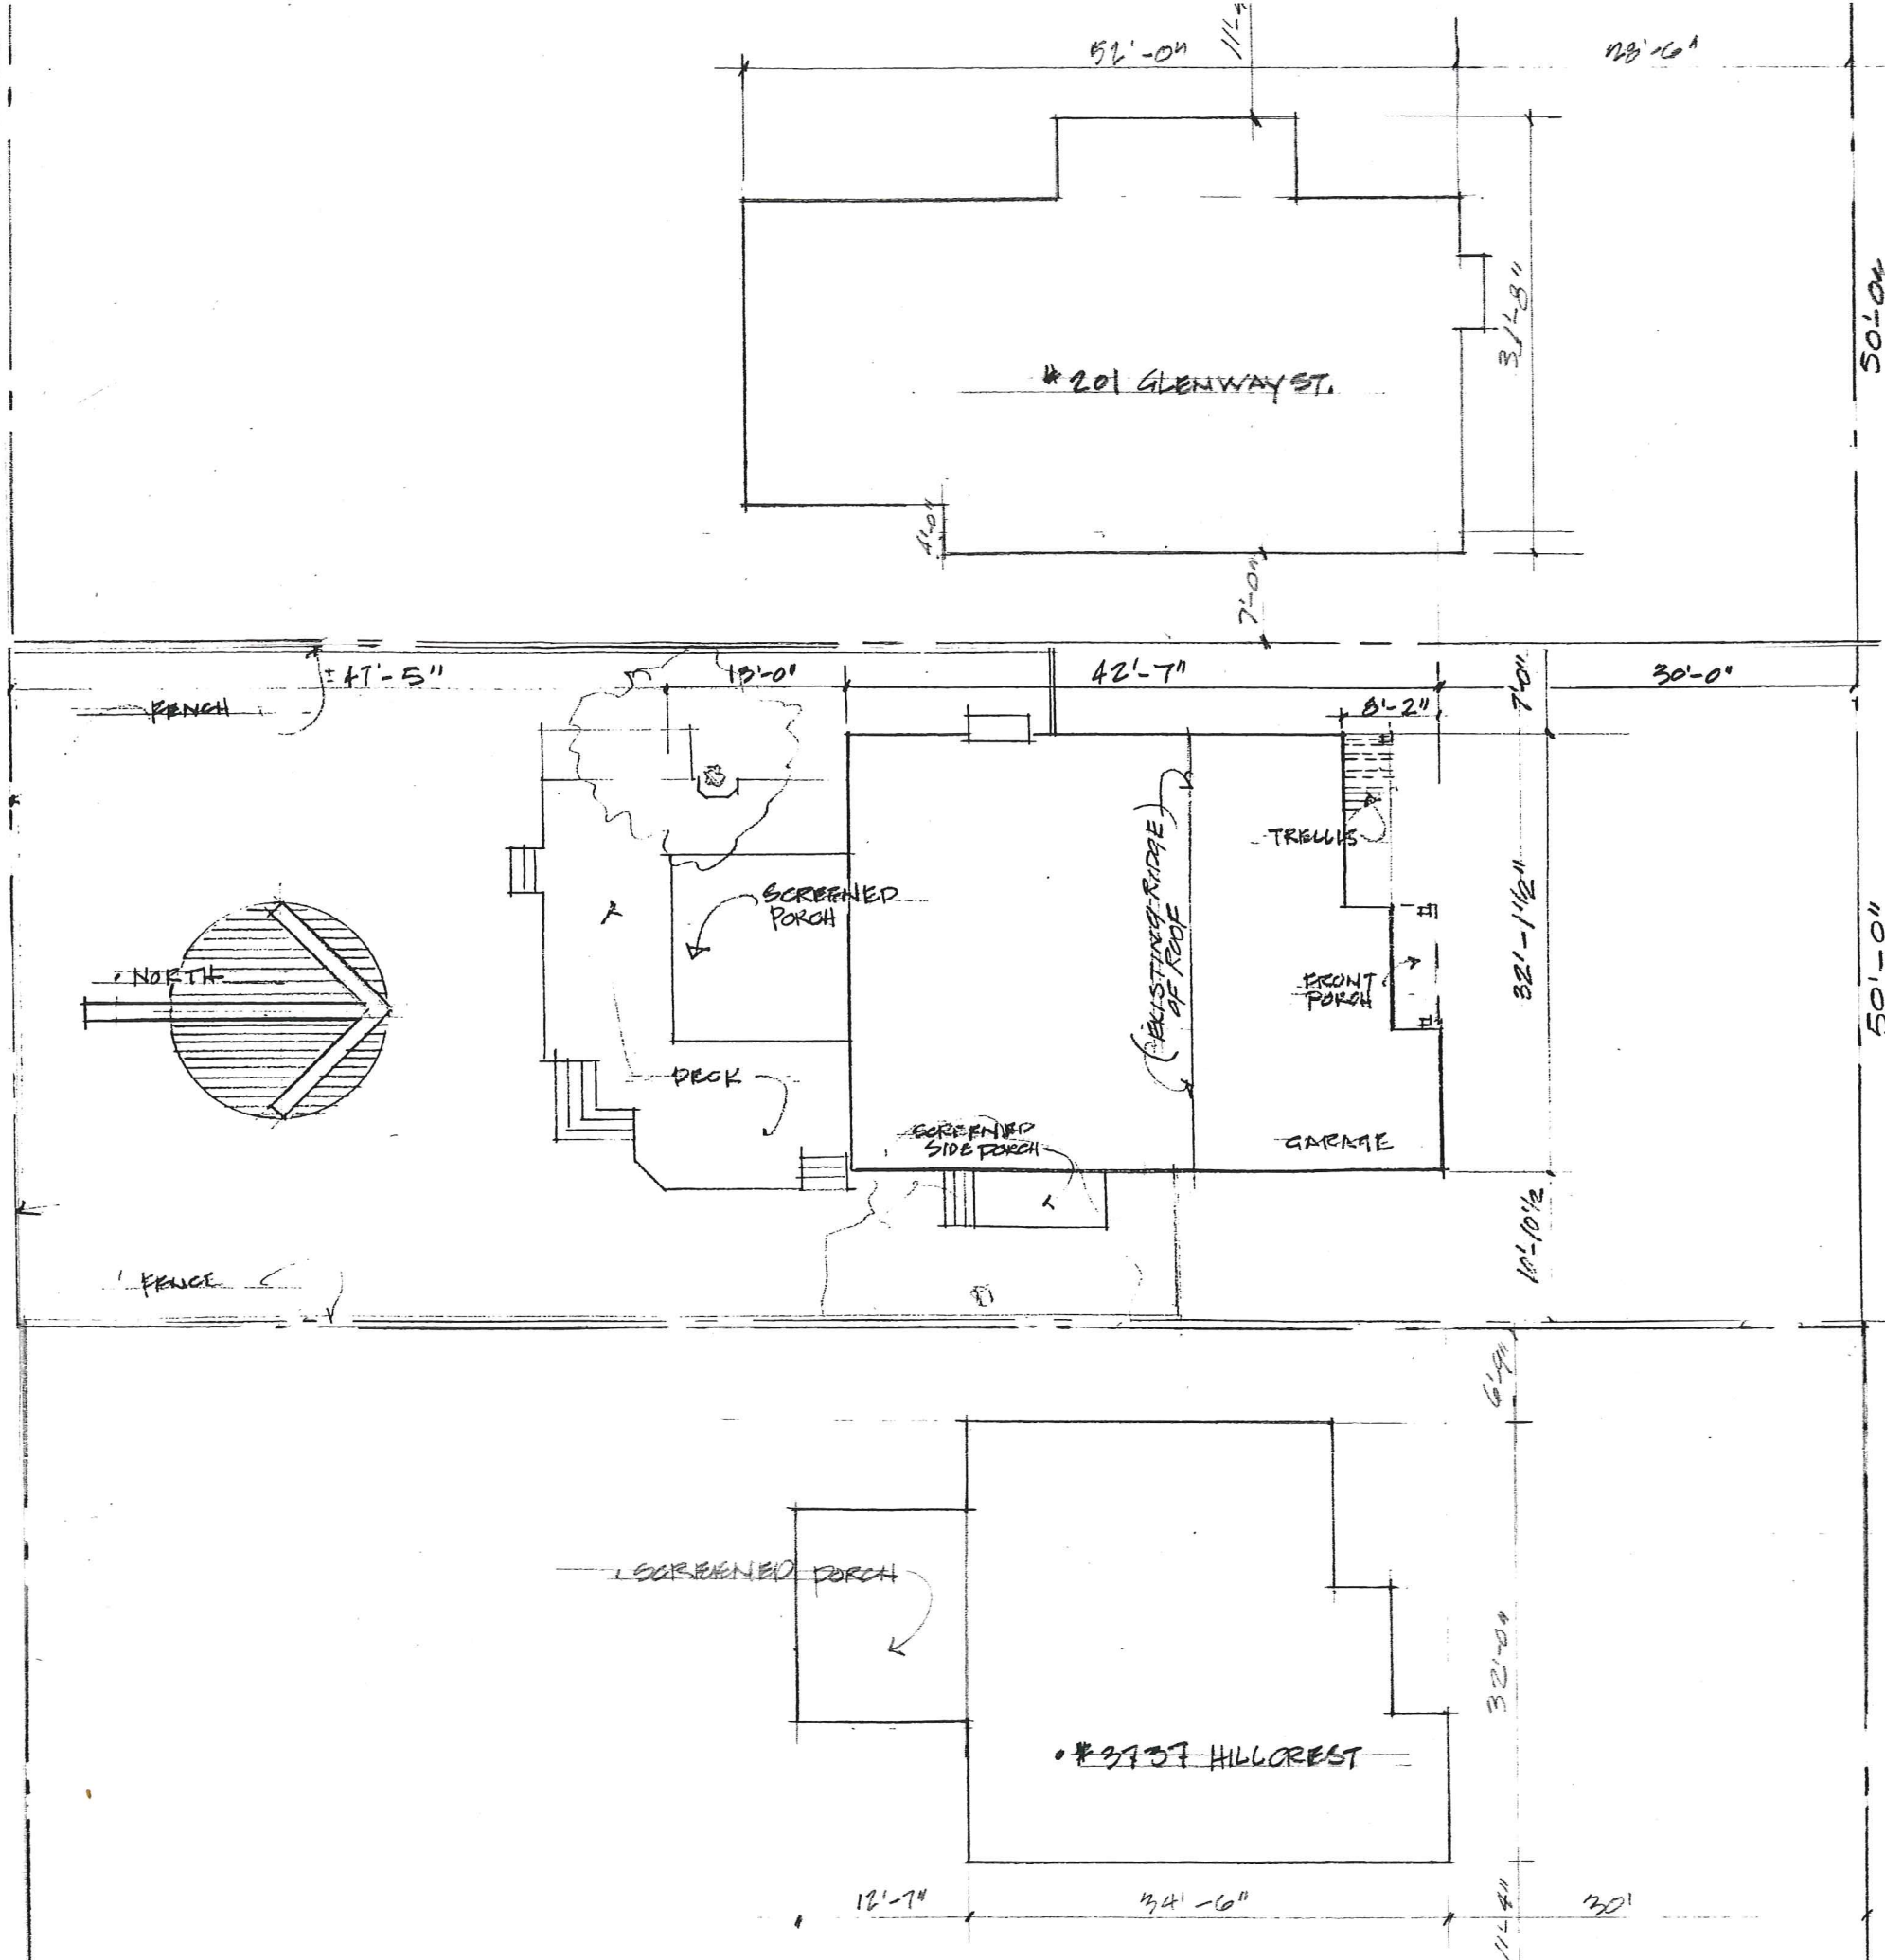 52'-0"
28'-6"
31'-8"
50'-0"
#201 GLENWAY ST.
4'-0"
7'-0"
±47'-5"
13'-0"
42'-7"
30'-0"
7'-0"
8'-2"
FENCE
TRELLIS
(EXISTING RIDGE
OF ROOF)
SCREENED
PORCH
32'-1 1/2"
50'-0"
NORTH
FRONT
PORCH
DECK
SCREENED
SIDE PORCH
GARAGE
10'-10 1/2
FENCE
6'-9"
SCREENED PORCH
32'-0"
#3737 HILLCREST
12'-7"
34'-6"
11'-4"
30'